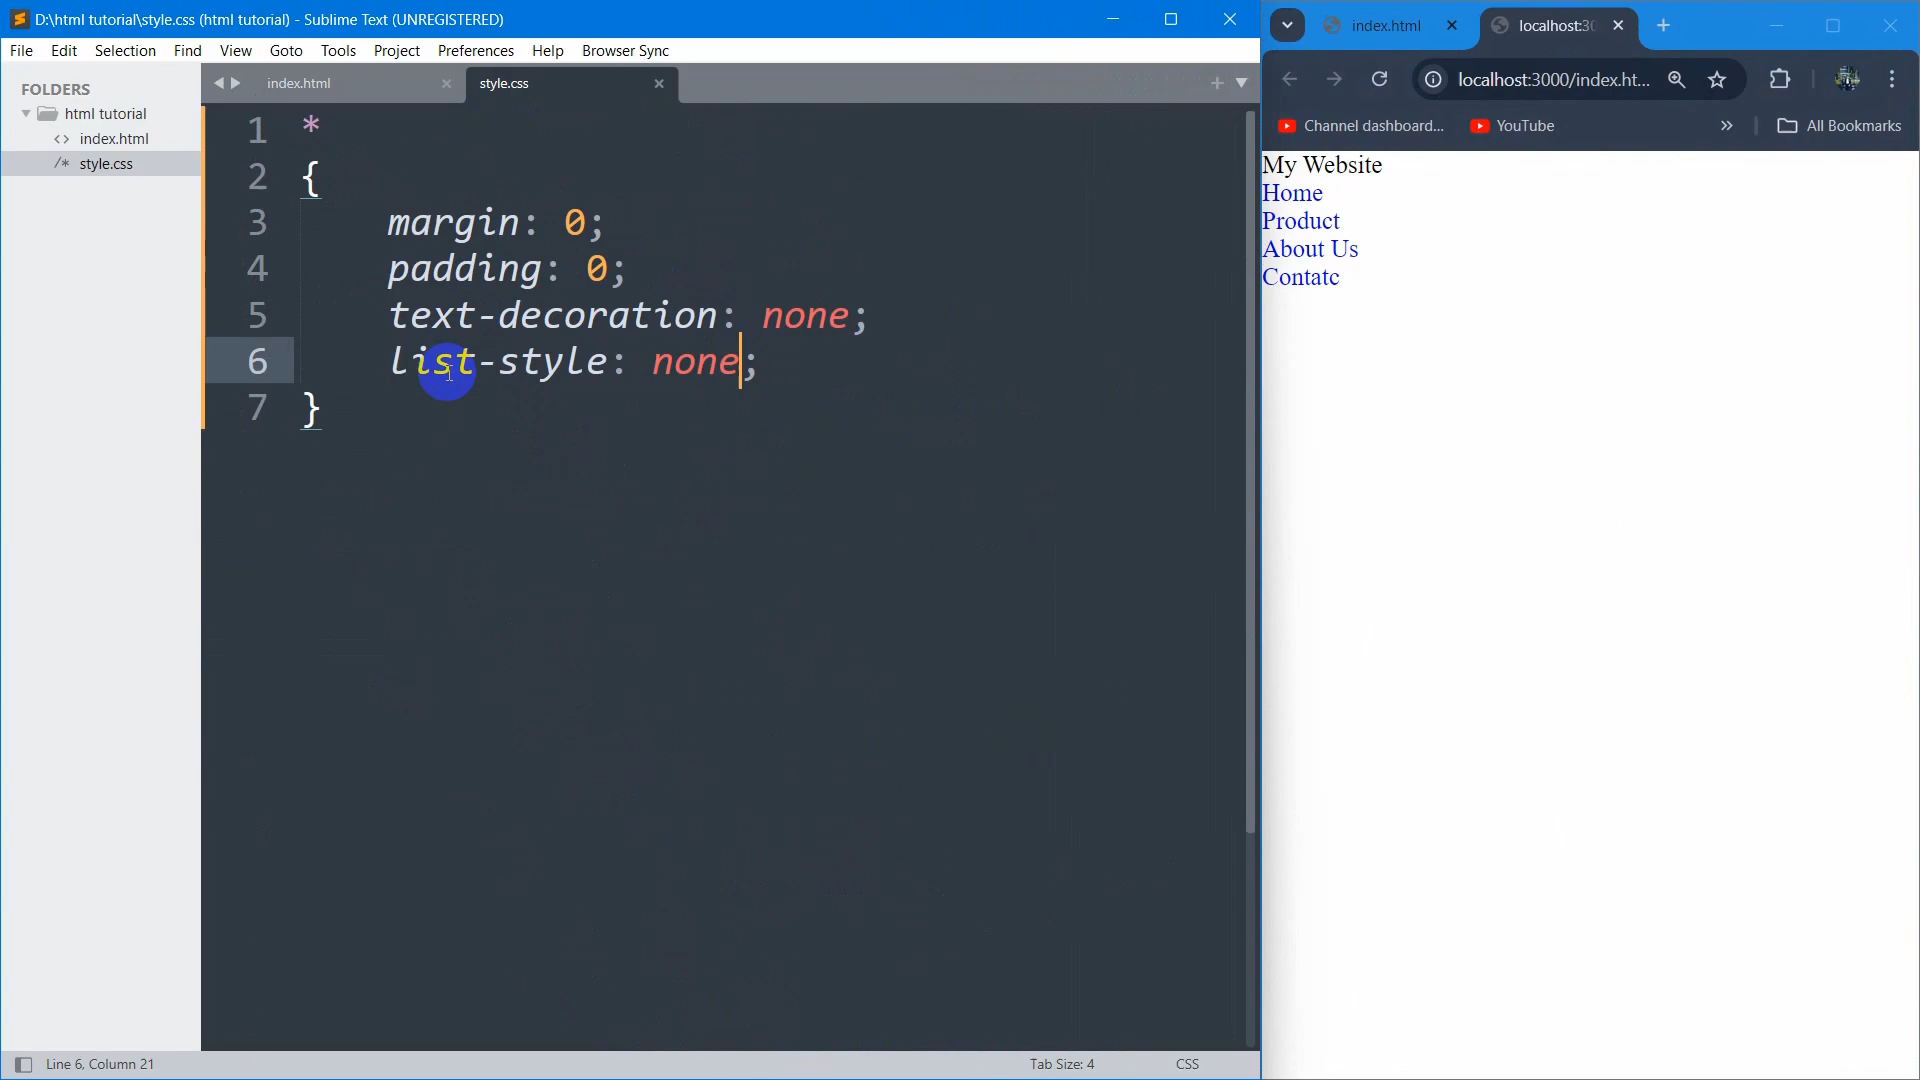 D:\html tutorial\style.css (html tutorial) - Sublime Text (UNREGISTERED)
File Edit Selection Find View Goto Tools Project Preferences Help Browser Sync
FOLDERS
html tutorial
<> index.html
/* style.css
index.html
style.css
1 *
2 {
3 margin: 0;
4 padding: 0;
5 text-decoration: none;
6 list-style: none;
7 }
Line 6, Column 21
Tab Size: 4
CSS
index.html
localhost:30
localhost:3000/index.ht...
Channel dashboard...
YouTube
All Bookmarks
My Website
Home
Product
About Us
Contatc